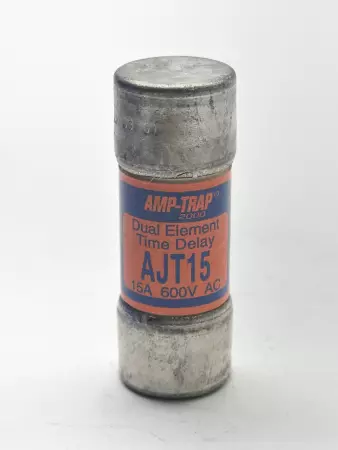 AMP-TRAP
2000
Dual Element
Time Delay
AJT15
15A 600V AC